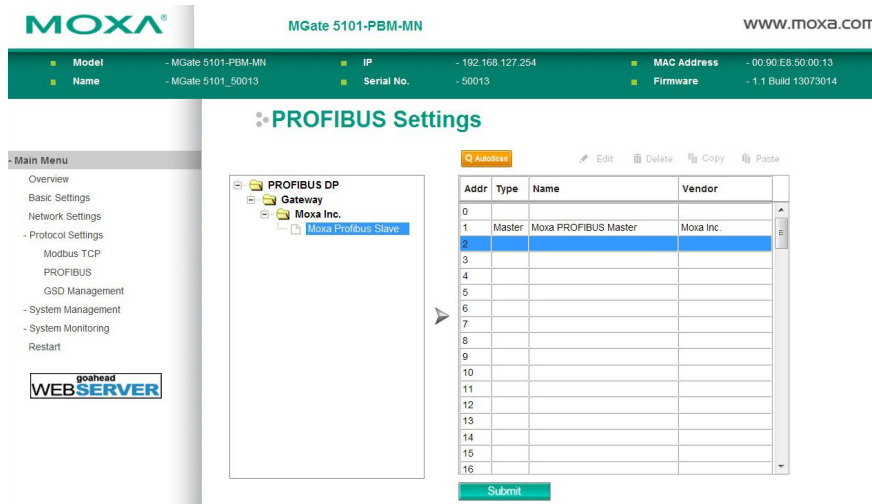 MOXA®
MGate 5101-PBM-MN
www.moxa.com
Model - MGate 5101-PBM-MN IP - 192.168.127.254 MAC Address - 00:90:E8:50:00:13
Name - MGate 5101_50013 Serial No. - 50013 Firmware - 1.1 Build 13073014
PROFIBUS Settings
- Main Menu
Overview
Basic Settings
Network Settings
- Protocol Settings
Modbus TCP
PROFIBUS
GSD Management
- System Management
- System Monitoring
Restart
goahead
WEBSERVER
PROFIBUS DP
Gateway
Moxa Inc.
Moxa Profibus Slave
AutoScan Edit Delete Copy Paste
Addr Type Name Vendor
0
1 Master Moxa PROFIBUS Master Moxa Inc.
2
3
4
5
6
7
8
9
10
11
12
13
14
15
16
Submit